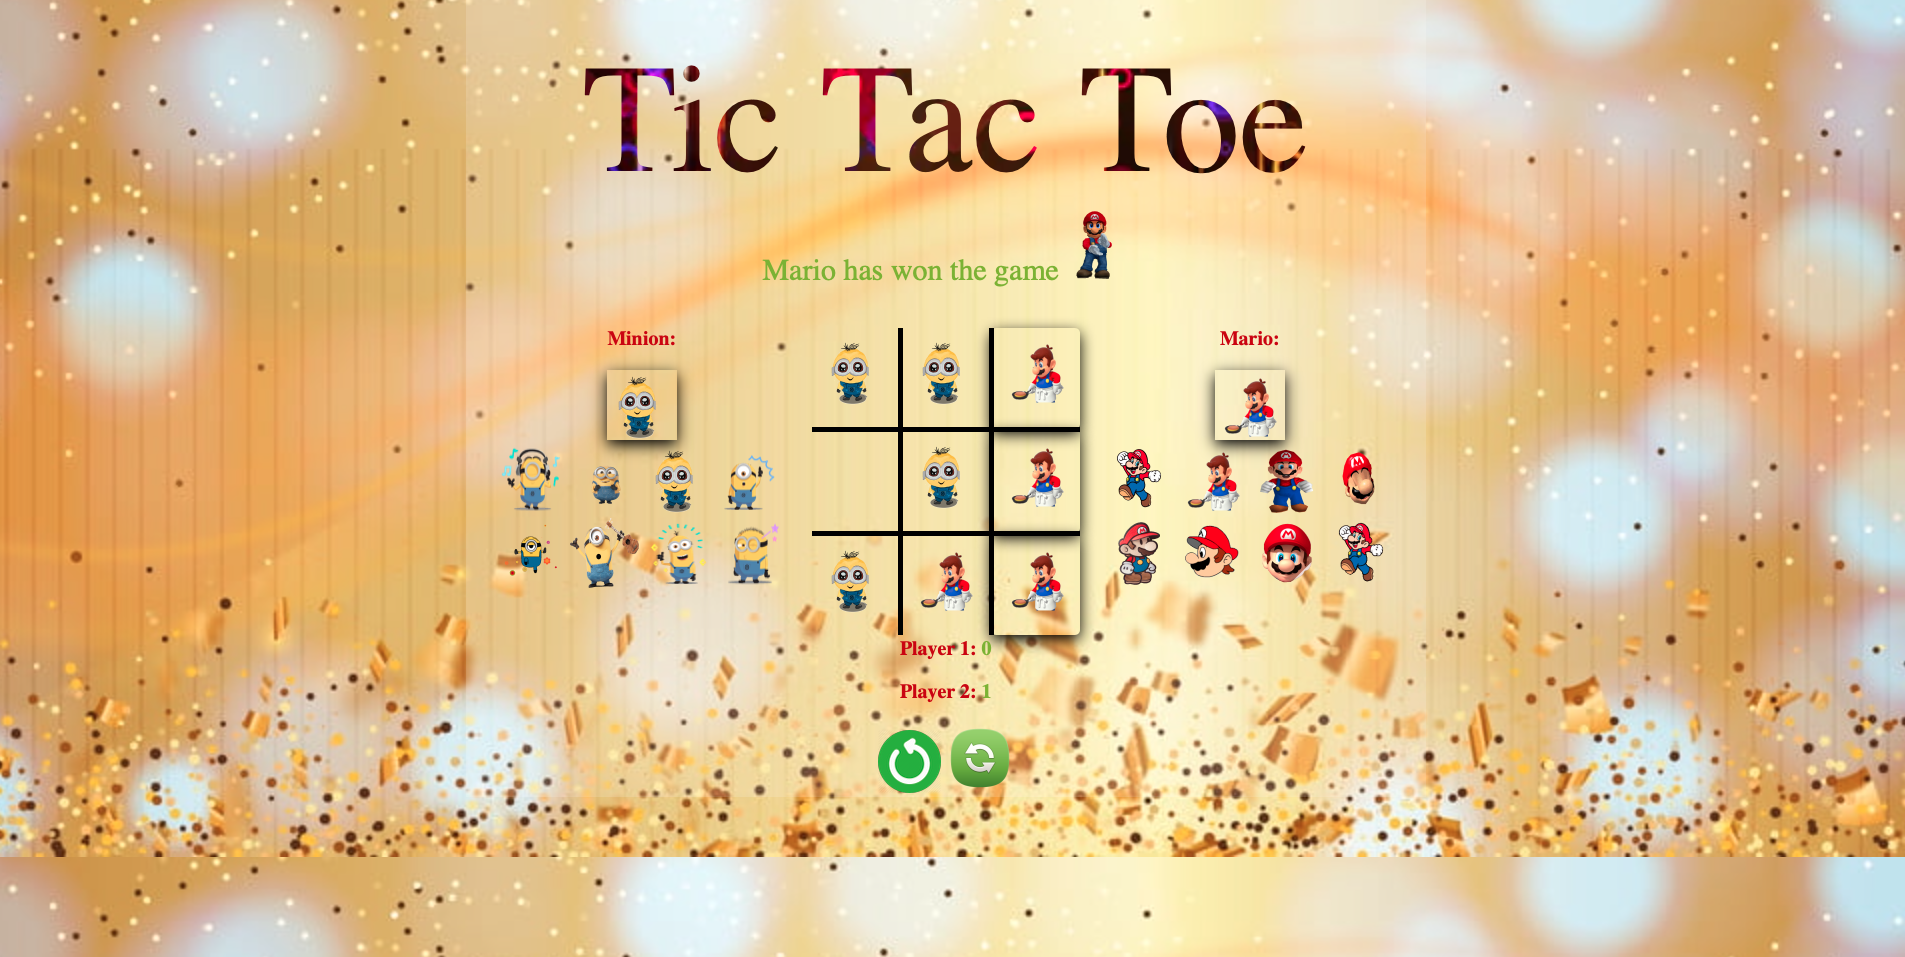 Tic Tac Toe
Mario has won the game
Minion:
Mario:
Player 1: 0
Player 2: 1